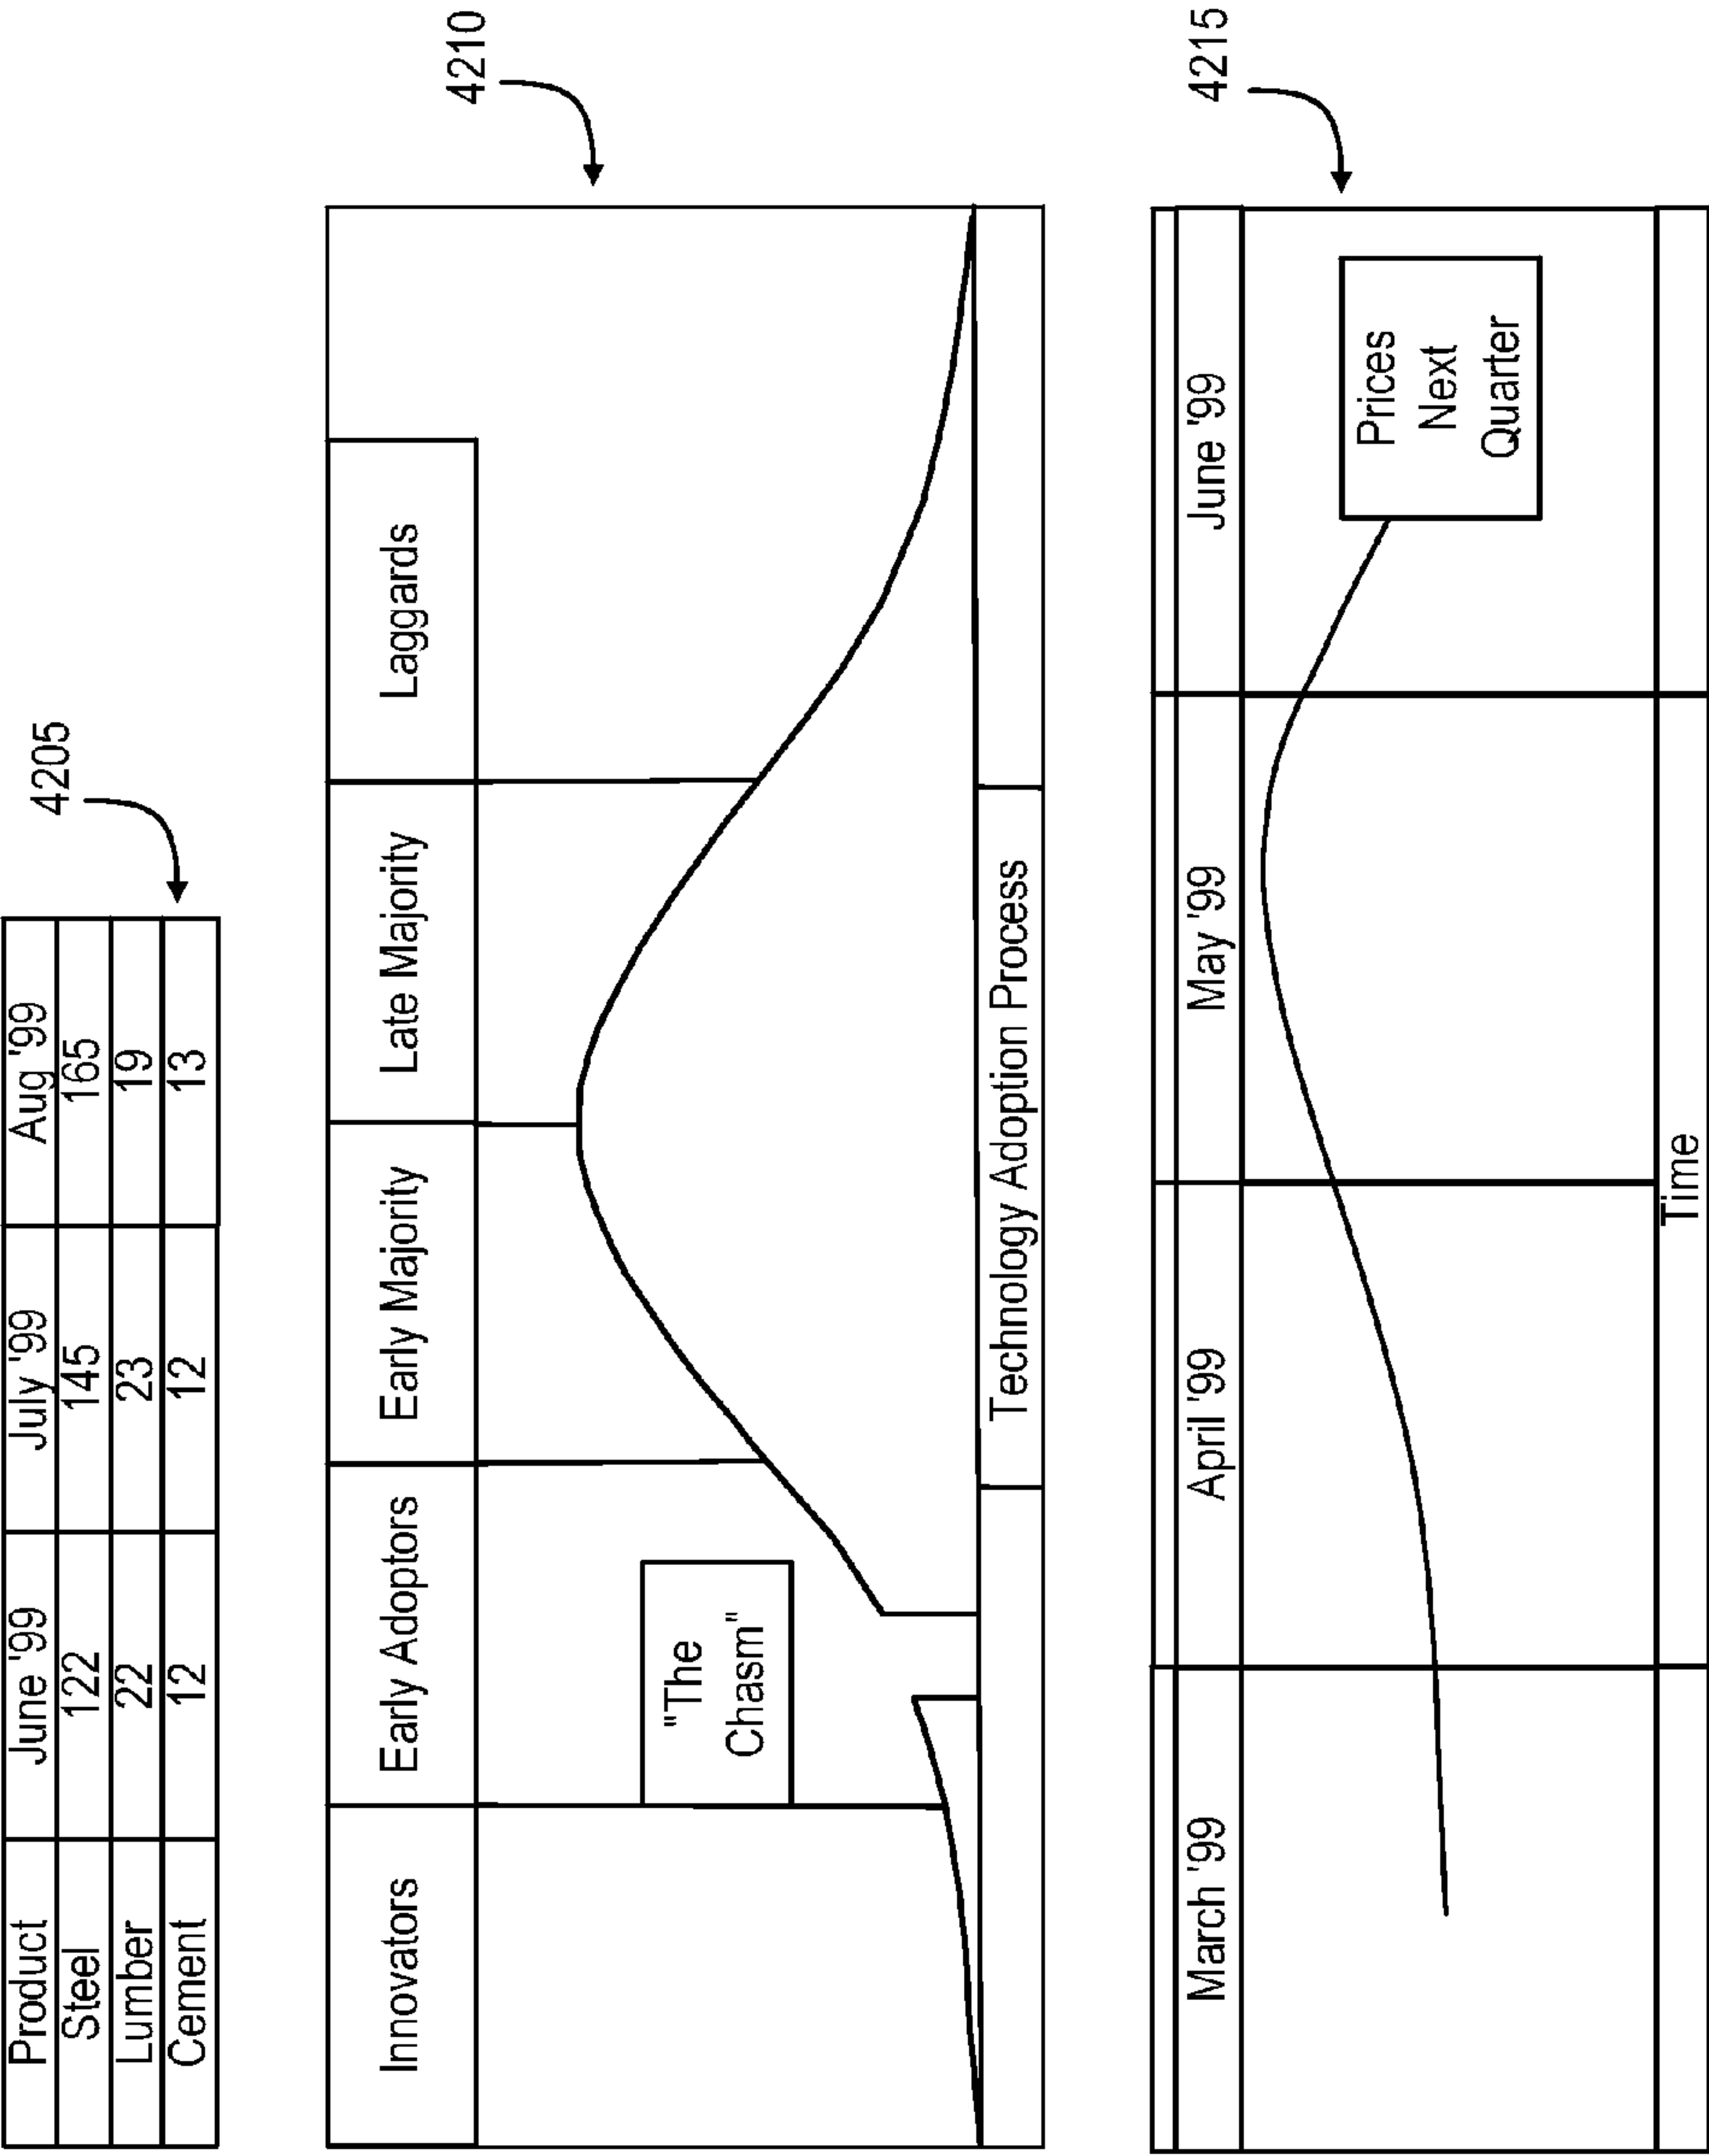 4205
Product June '99 July '99 Aug '99
Steel 122 145 165
Lumber 22 23 19
Cement 12 12 13
4210
Innovators Early Adoptors Early Majority Late Majority Laggards
"The
Chasm"
Technology Adoption Process
4215
March '99 April '99 May '99 June '99
Prices
Next
Quarter
Time